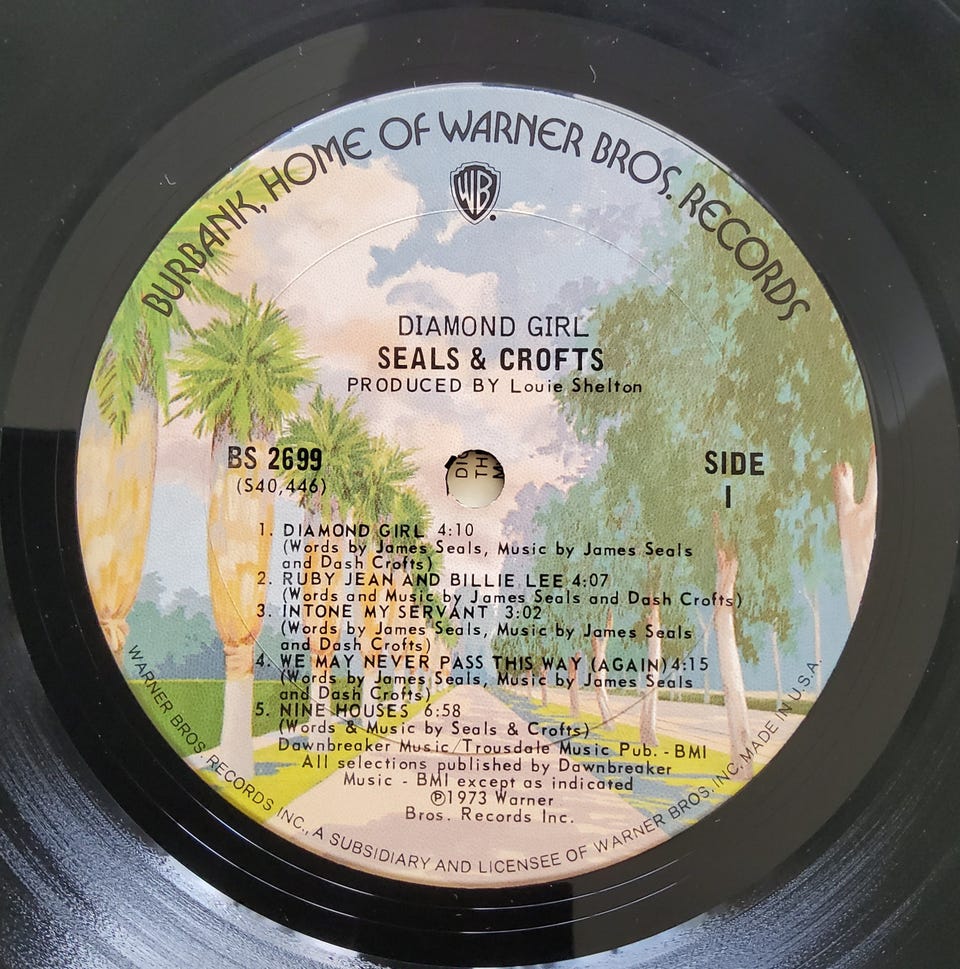 BURBANK, HOME OF WARNER BROS. RECORDS
WB
DIAMOND GIRL
SEALS & CROFTS
PRODUCED BY Louie Shelton
BS 2699
(S40,446)
SIDE
I
1. DIAMOND GIRL 4:10
(Words by James Seals, Music by James Seals
and Dash Crofts)
2. RUBY JEAN AND BILLIE LEE 4:07
(Words and Music by James Seals and Dash Crofts)
3. INTONE MY SERVANT 3:02
(Words by James Seals, Music by James Seals
and Dash Crofts)
4. WE MAY NEVER PASS THIS WAY (AGAIN) 4:15
(Words by James Seals, Music by James Seals
and Dash Crofts)
5. NINE HOUSES 6:58
(Words & Music by Seals & Crofts)
Dawnbreaker Music/Trousdale Music Pub. - BMI
All selections published by Dawnbreaker
Music - BMI except as indicated
℗1973 Warner
Bros. Records Inc.
WARNER BROS. RECORDS INC., A SUBSIDIARY AND LICENSEE OF WARNER BROS. INC. MADE IN U.S.A.